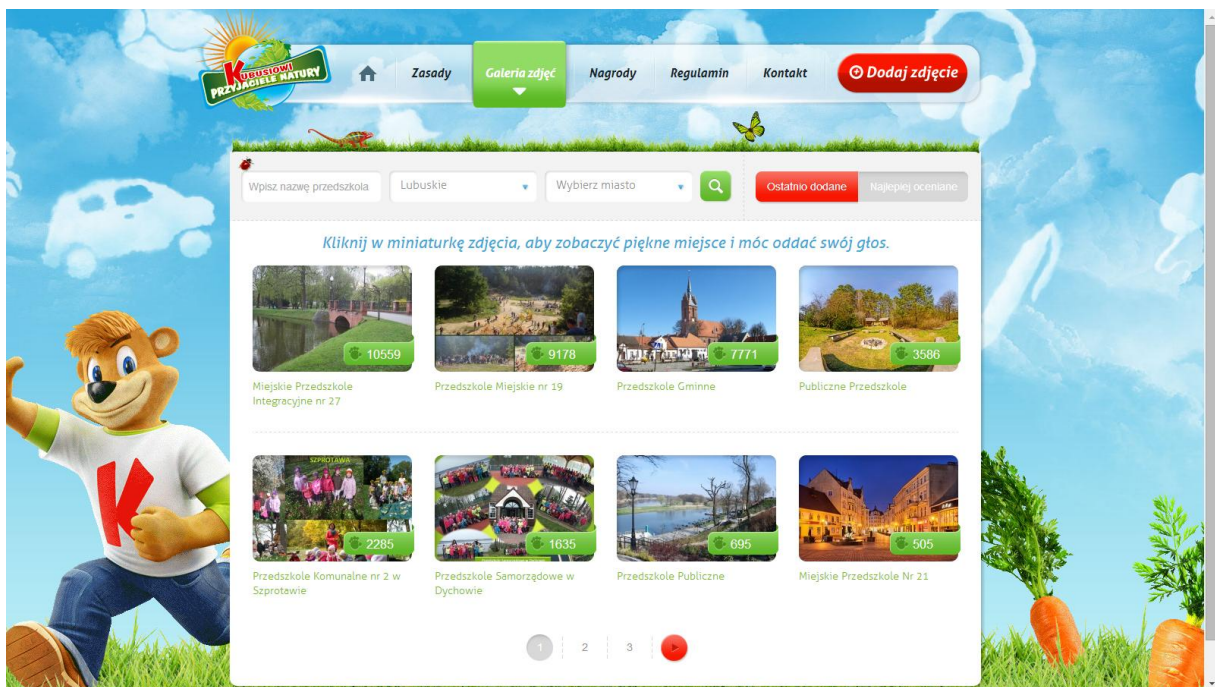 KUBUSIOWI
PRZYJACIELE NATURY
Zasady
Galeria zdjęć
Nagrody
Regulamin
Kontakt
Dodaj zdjęcie
Wpisz nazwę przedszkola
Lubuskie
Wybierz miasto
Ostatnio dodane
Najlepiej oceniane
Kliknij w miniaturkę zdjęcia, aby zobaczyć piękne miejsce i móc oddać swój głos.
10559
9178
7771
3586
Miejskie Przedszkole
Integracyjne nr 27
Przedszkole Miejskie nr 19
Przedszkole Gminne
Publiczne Przedszkole
SZPROTAWA
2285
1635
695
505
Przedszkole Komunalne nr 2 w
Szprotawie
Przedszkole Samorządowe w
Dychowie
Przedszkole Publiczne
Miejskie Przedszkole Nr 21
K
1
2
3